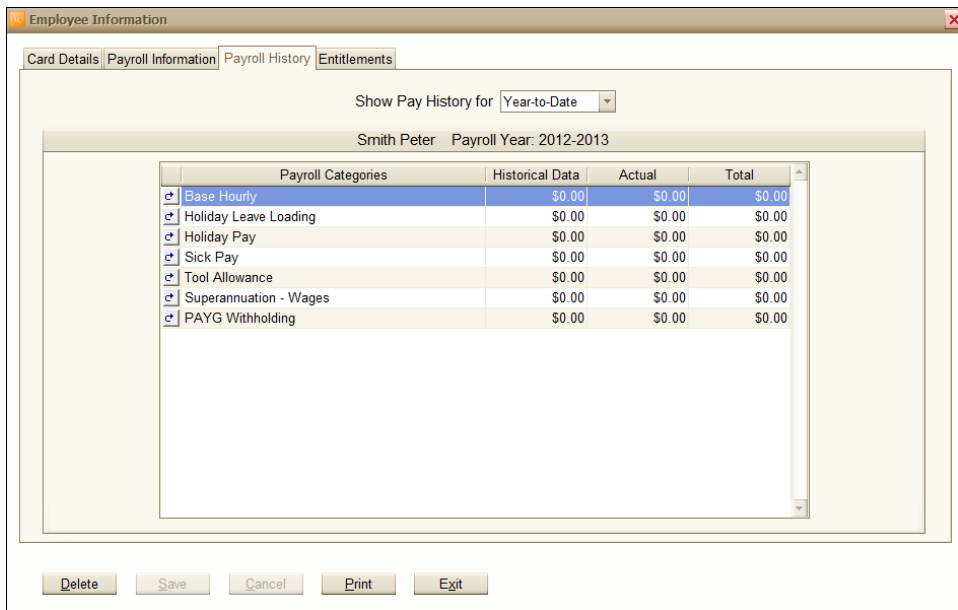 Employee Information
Card Details Payroll Information Payroll History Entitlements
Show Pay History for Year-to-Date
Smith Peter Payroll Year: 2012-2013
Payroll Categories Historical Data Actual Total
Base Hourly $0.00 $0.00 $0.00
Holiday Leave Loading $0.00 $0.00 $0.00
Holiday Pay $0.00 $0.00 $0.00
Sick Pay $0.00 $0.00 $0.00
Tool Allowance $0.00 $0.00 $0.00
Superannuation - Wages $0.00 $0.00 $0.00
PAYG Withholding $0.00 $0.00 $0.00
Delete Save Cancel Print Exit